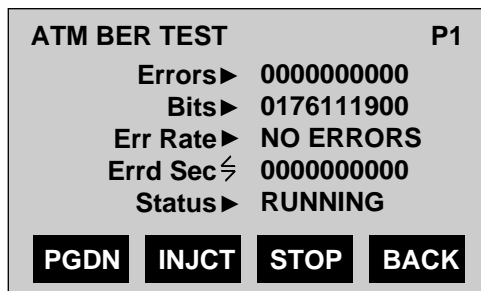 ATM BER TEST P1
Errors► 0000000000
Bits► 0176111900
Err Rate► NO ERRORS
Errd Sec 0000000000
Status► RUNNING
PGDN INJCT STOP BACK